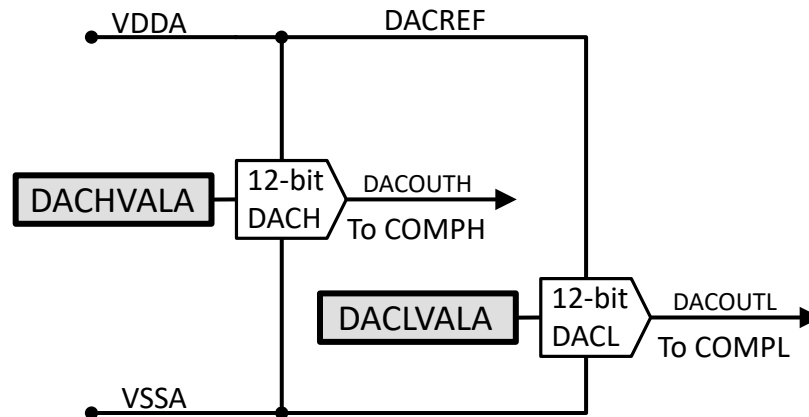 VDDA
DACREF
DACHVALA
12-bit
DACH
DACOUTH
To COMPH
DACLVALA
12-bit
DACL
DACOUTL
To COMPL
VSSA